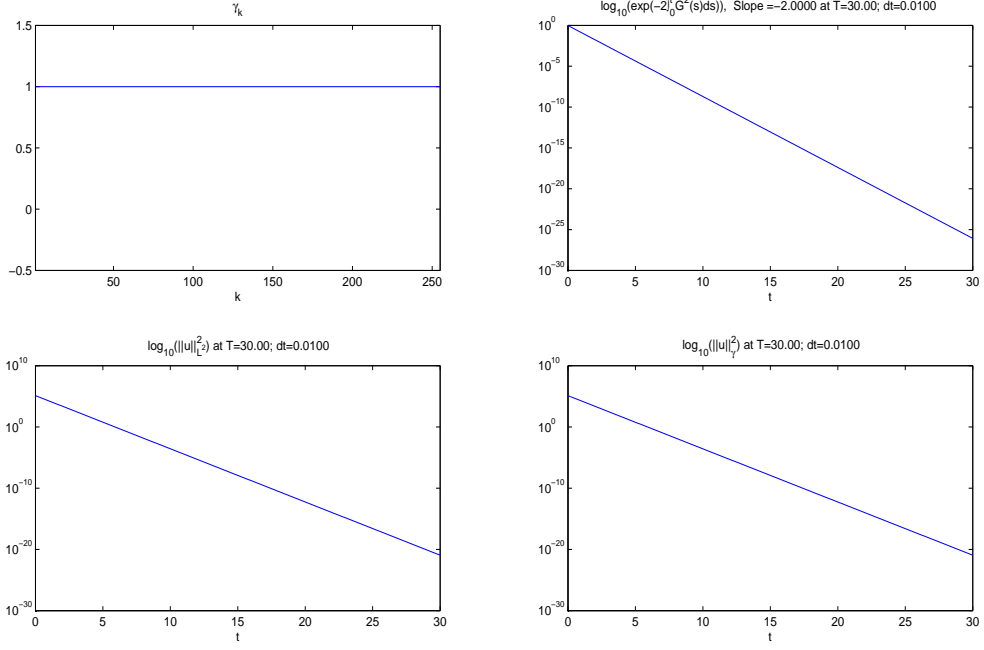 γ_k
1.5
1
0.5
0
−0.5
50 100 150 200 250
k
log_10(exp(−2∫_0^t G^2(s)ds)), Slope =−2.0000 at T=30.00; dt=0.0100
10^0
10^−5
10^−10
10^−15
10^−20
10^−25
10^−30
0 5 10 15 20 25 30
t
log_10(||u||^2_L^2) at T=30.00; dt=0.0100
10^10
10^0
10^−10
10^−20
10^−30
0 5 10 15 20 25 30
t
log_10(||u||^2_γ) at T=30.00; dt=0.0100
10^10
10^0
10^−10
10^−20
10^−30
0 5 10 15 20 25 30
t